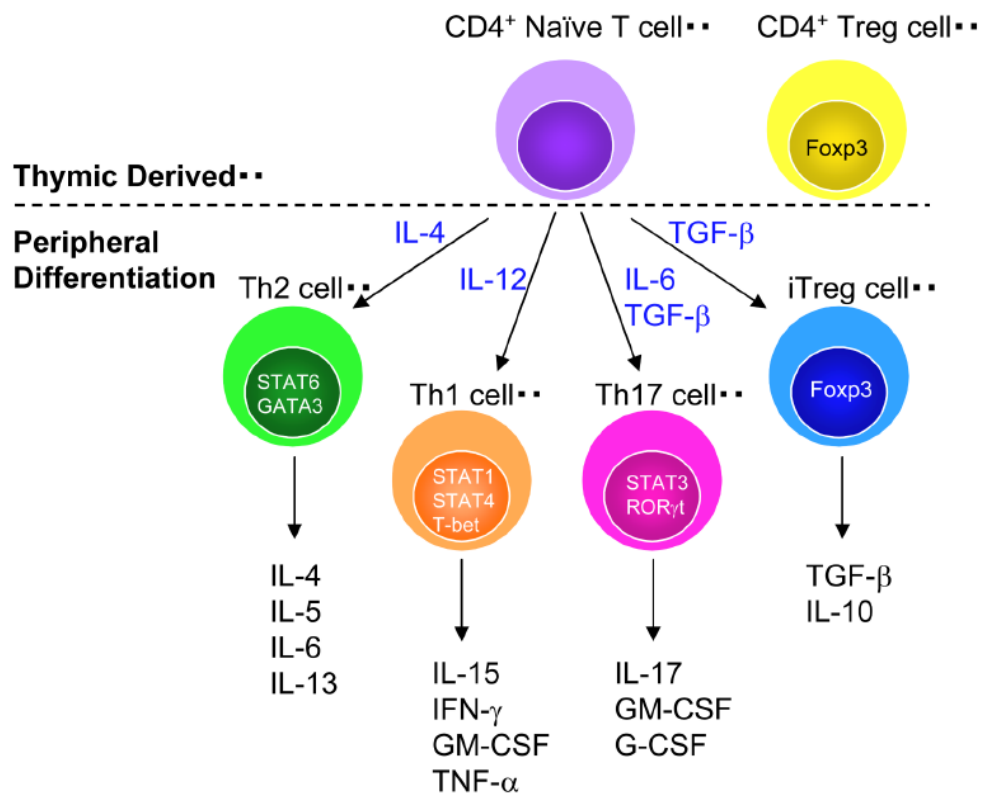 CD4⁺ Naïve T cell▪▪
CD4⁺ Treg cell▪▪
Foxp3
Thymic Derived▪▪
Peripheral
Differentiation
IL-4
IL-12
IL-6
TGF-β
TGF-β
Th2 cell▪▪
STAT6
GATA3
Th1 cell▪▪
STAT1
STAT4
T-bet
Th17 cell▪▪
STAT3
RORγt
iTreg cell▪▪
Foxp3
IL-4
IL-5
IL-6
IL-13
IL-15
IFN-γ
GM-CSF
TNF-α
IL-17
GM-CSF
G-CSF
TGF-β
IL-10